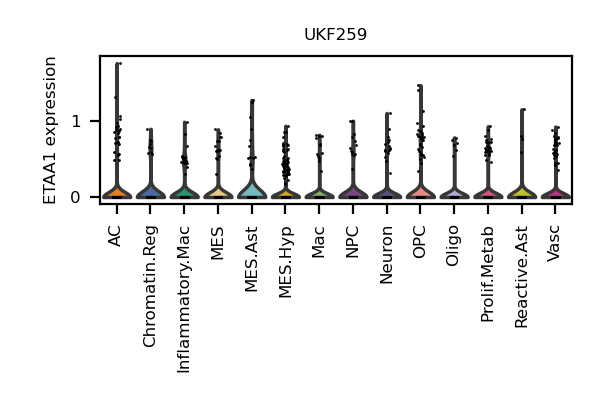 UKF259
ETAA1 expression
1
0
AC
Chromatin.Reg
Inflammatory.Mac
MES
MES.Ast
MES.Hyp
Mac
NPC
Neuron
OPC
Oligo
Prolif.Metab
Reactive.Ast
Vasc